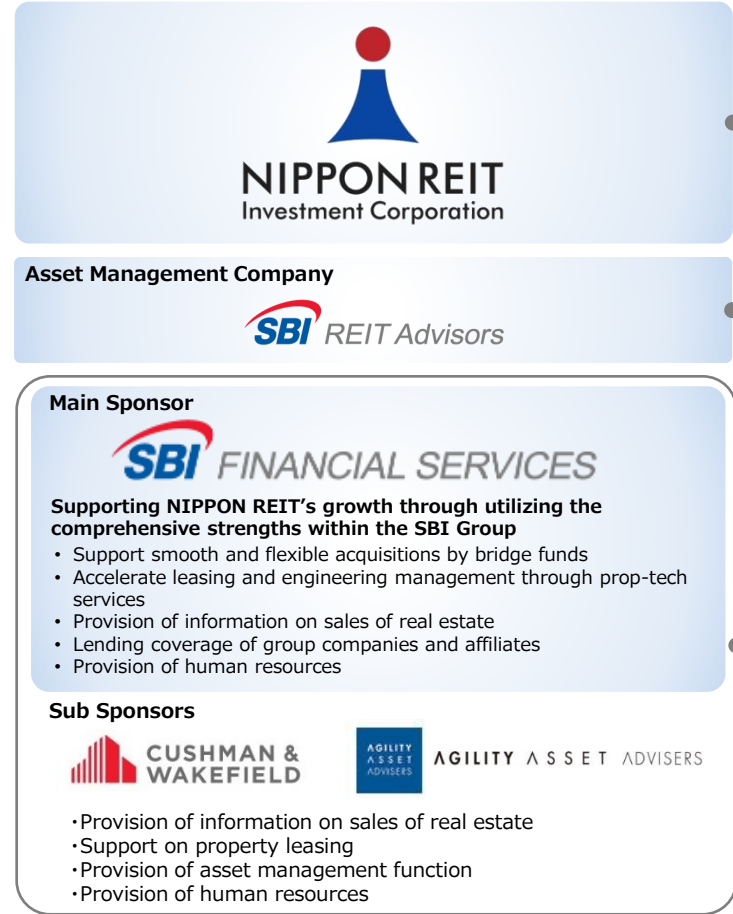 NIPPON REIT
Investment Corporation
Asset Management Company
SBI REIT Advisors
Main Sponsor
SBI FINANCIAL SERVICES
Supporting NIPPON REIT’s growth through utilizing the
comprehensive strengths within the SBI Group
• Support smooth and flexible acquisitions by bridge funds
• Accelerate leasing and engineering management through prop-tech
services
• Provision of information on sales of real estate
• Lending coverage of group companies and affiliates
• Provision of human resources
Sub Sponsors
CUSHMAN &
WAKEFIELD
AGILITY
ASSET
ADVISERS
AGILITY ASSET ADVISERS
・Provision of information on sales of real estate
・Support on property leasing
・Provision of asset management function
・Provision of human resources